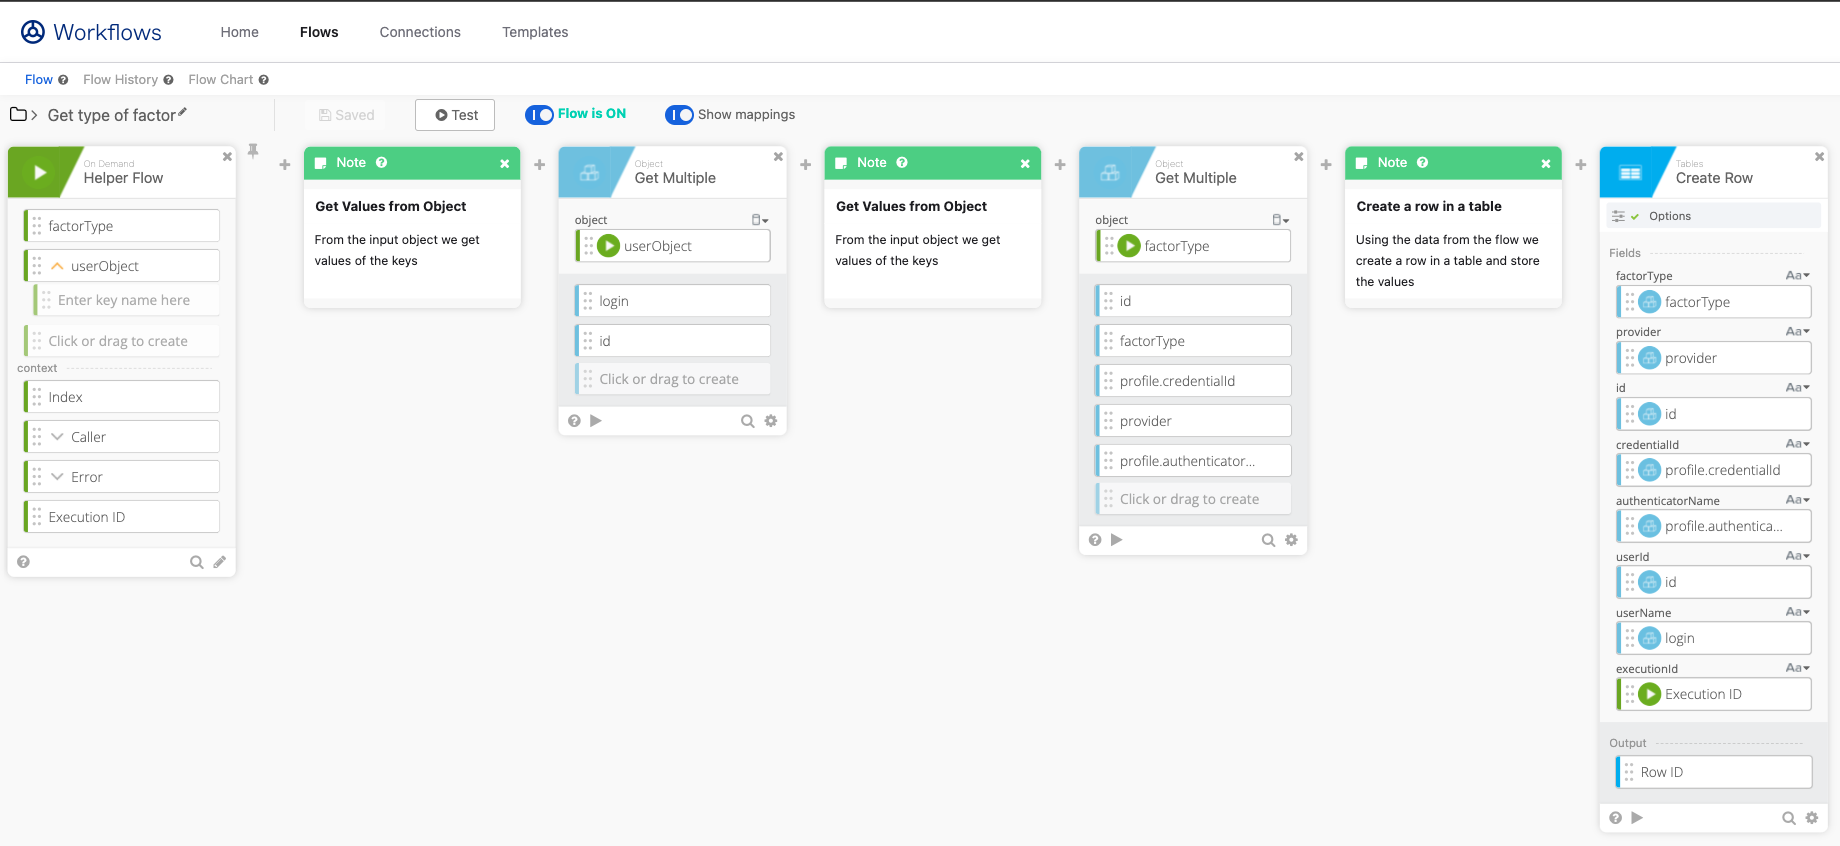 Workflows
Home
Flows
Connections
Templates
Flow
Flow History
Flow Chart
Get type of factor
Saved
Test
Flow is ON
Show mappings
On Demand
Helper Flow
factorType
userObject
Enter key name here
Click or drag to create
context
Index
Caller
Error
Execution ID
Note
Get Values from Object
From the input object we get
values of the keys
Object
Get Multiple
object
userObject
login
id
Click or drag to create
Note
Get Values from Object
From the input object we get
values of the keys
Object
Get Multiple
object
factorType
id
factorType
profile.credentialId
provider
profile.authenticator...
Click or drag to create
Note
Create a row in a table
Using the data from the flow we
create a row in a table and store
the values
Tables
Create Row
Options
Fields
factorType Aa
factorType
provider Aa
provider
id Aa
id
credentialId Aa
profile.credentialId
authenticatorName Aa
profile.authentica...
userId Aa
id
userName Aa
login
executionId Aa
Execution ID
Output
Row ID